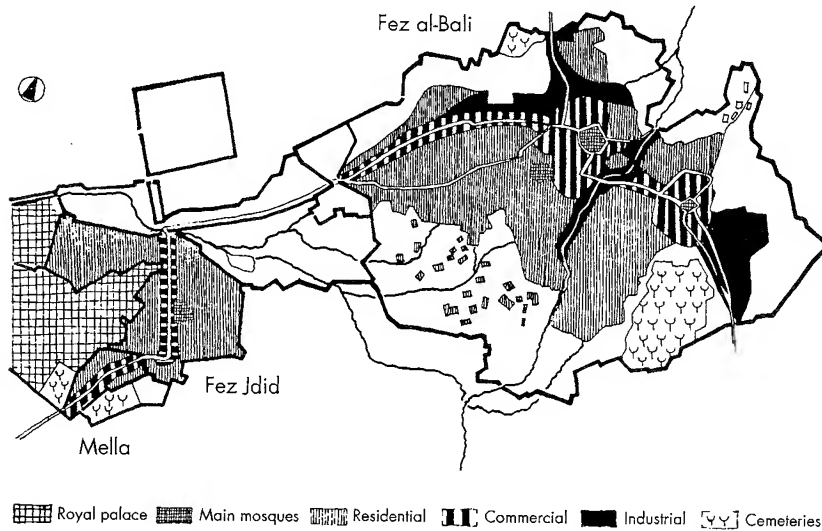 Fez al-Bali
Fez Jdid
Mella
Royal palace Main mosques Residential Commercial Industrial Cemeteries